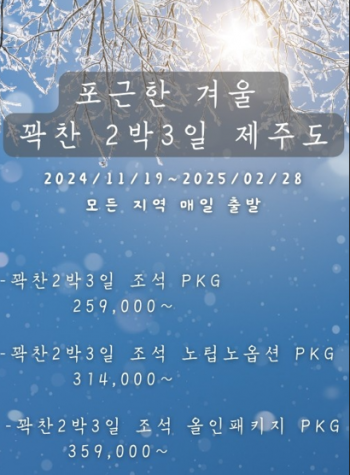 포근한 겨울
꽉찬 2박3일 제주도
2024/11/19~2025/02/28
모든 지역 매일 출발
-꽉찬2박3일 조석 PKG
259,000~
-꽉찬2박3일 조석 노팁노옵션 PKG
314,000~
-꽉찬2박3일 조석 올인패키지 PKG
359,000~